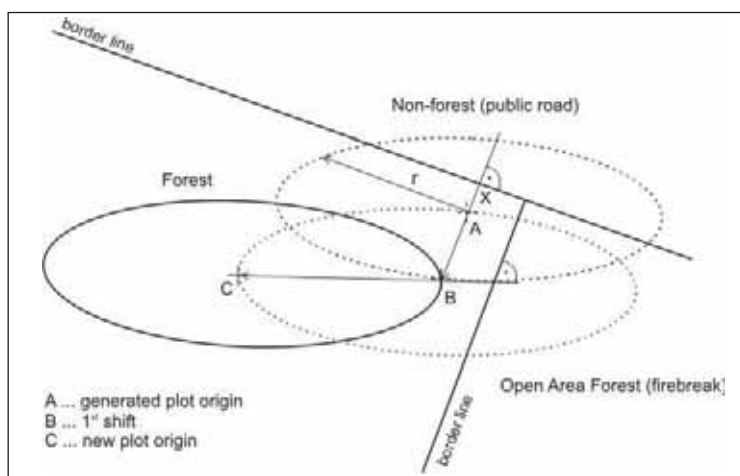 border line
Non-forest (public road)
Forest
r
X
A
C
B
Open Area Forest (firebreak)
border line
A ... generated plot origin
B ... 1st shift
C ... new plot origin